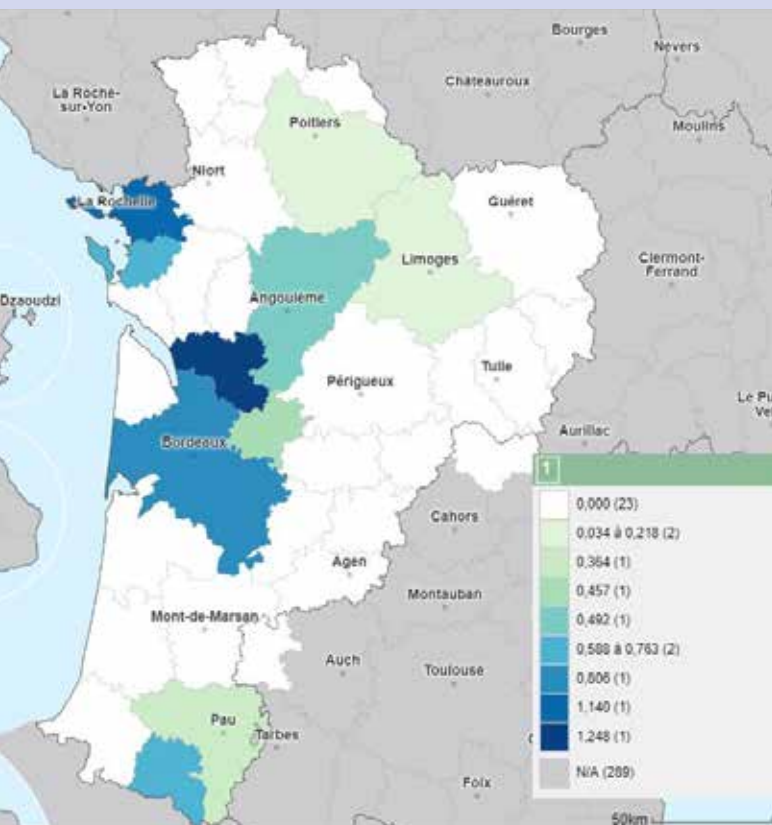 Bourges
Nevers
Châteauroux
La Roche-
sur-Yon
Poitiers
Moulins
Niort
La Rochelle
Guéret
Limoges
Clermont-
Ferrand
Dzaoudzi
Angoulême
Tulle
Périgueux
Le Pu
Ve
Aurillac
Bordeaux
1
0,000 (23)
0,034 à 0,218 (2)
0,364 (1)
0,457 (1)
0,492 (1)
0,588 à 0,763 (2)
0,806 (1)
1,140 (1)
1,248 (1)
N/A (289)
Cahors
Agen
Montauban
Mont-de-Marsan
Auch
Toulouse
Pau
Tarbes
Foix
50km